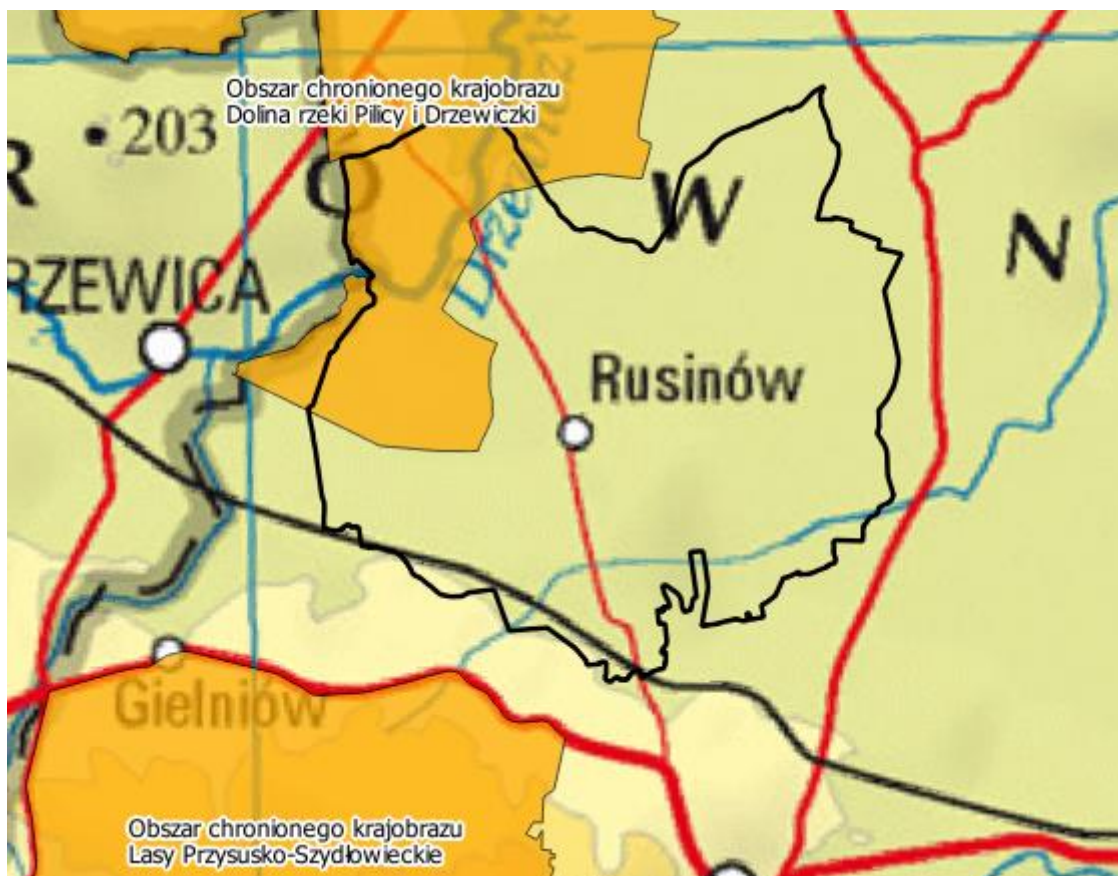 Obszar chronionego krajobrazu
Dolina rzeki Pilicy i Drzewiczki
• 203
R
O
W
N
RZEWICA
Rusinów
Gielniów
Obszar chronionego krajobrazu
Lasy Przysusko-Szydłowieckie